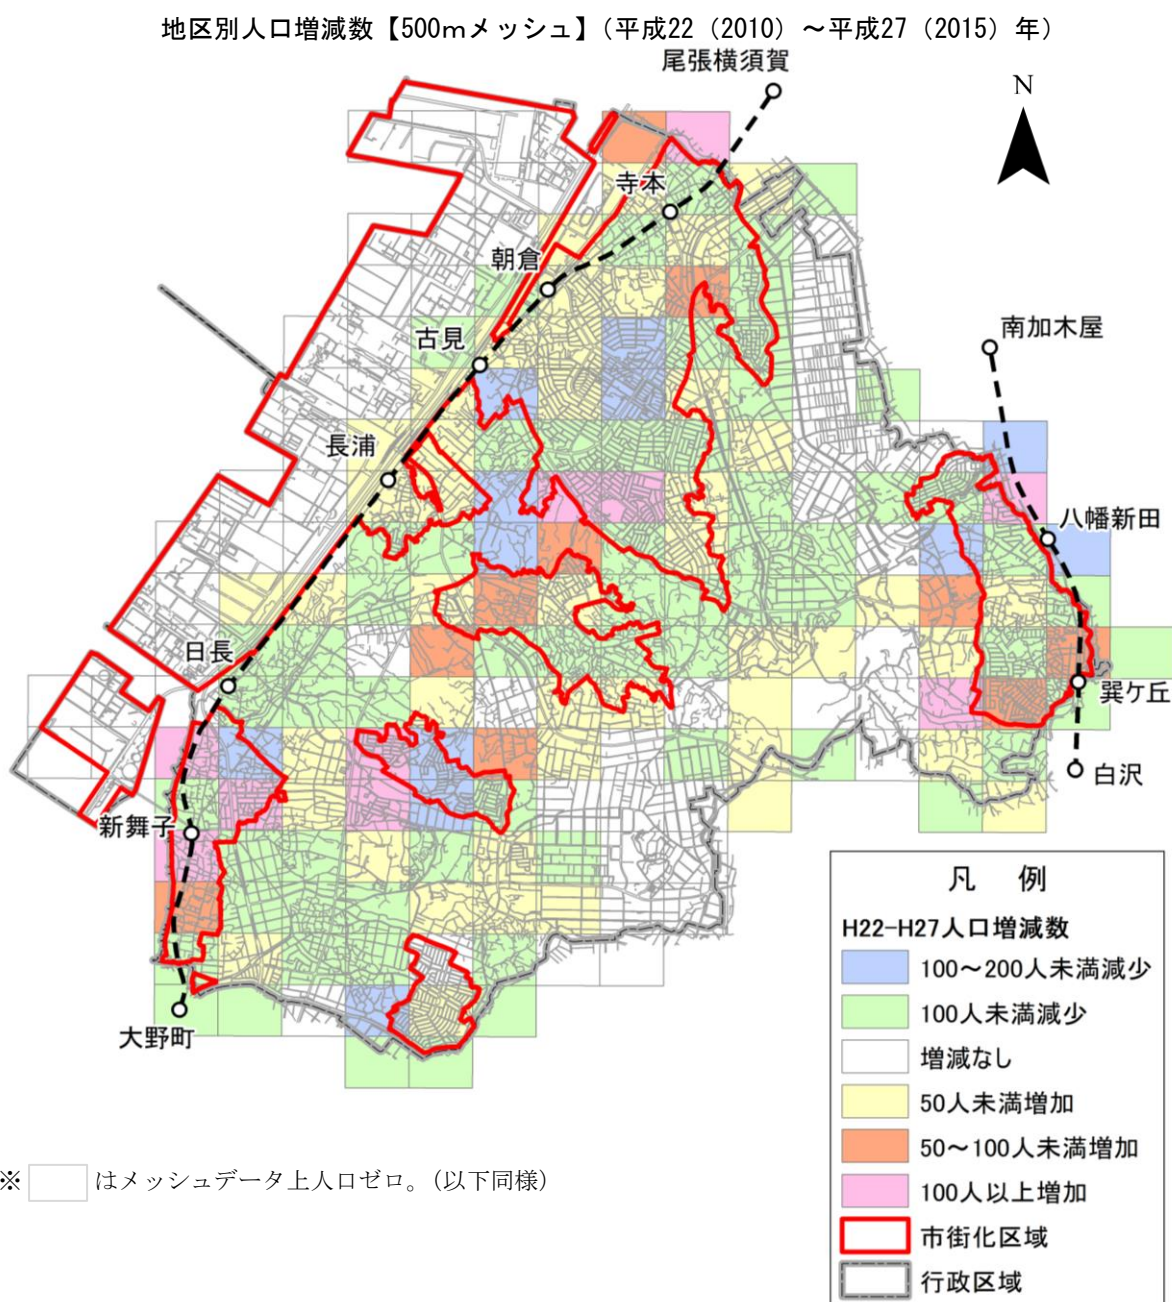 地区別人口増減数【500mメッシュ】(平成22(2010)～平成27(2015)年)
尾張横須賀
N
寺本
朝倉
南加木屋
古見
長浦
八幡新田
日長
巽ケ丘
白沢
新舞子
大野町
凡 例
H22-H27人口増減数
100～200人未満減少
100人未満減少
増減なし
50人未満増加
50～100人未満増加
100人以上増加
市街化区域
行政区域
※ はメッシュデータ上人口ゼロ。(以下同様)